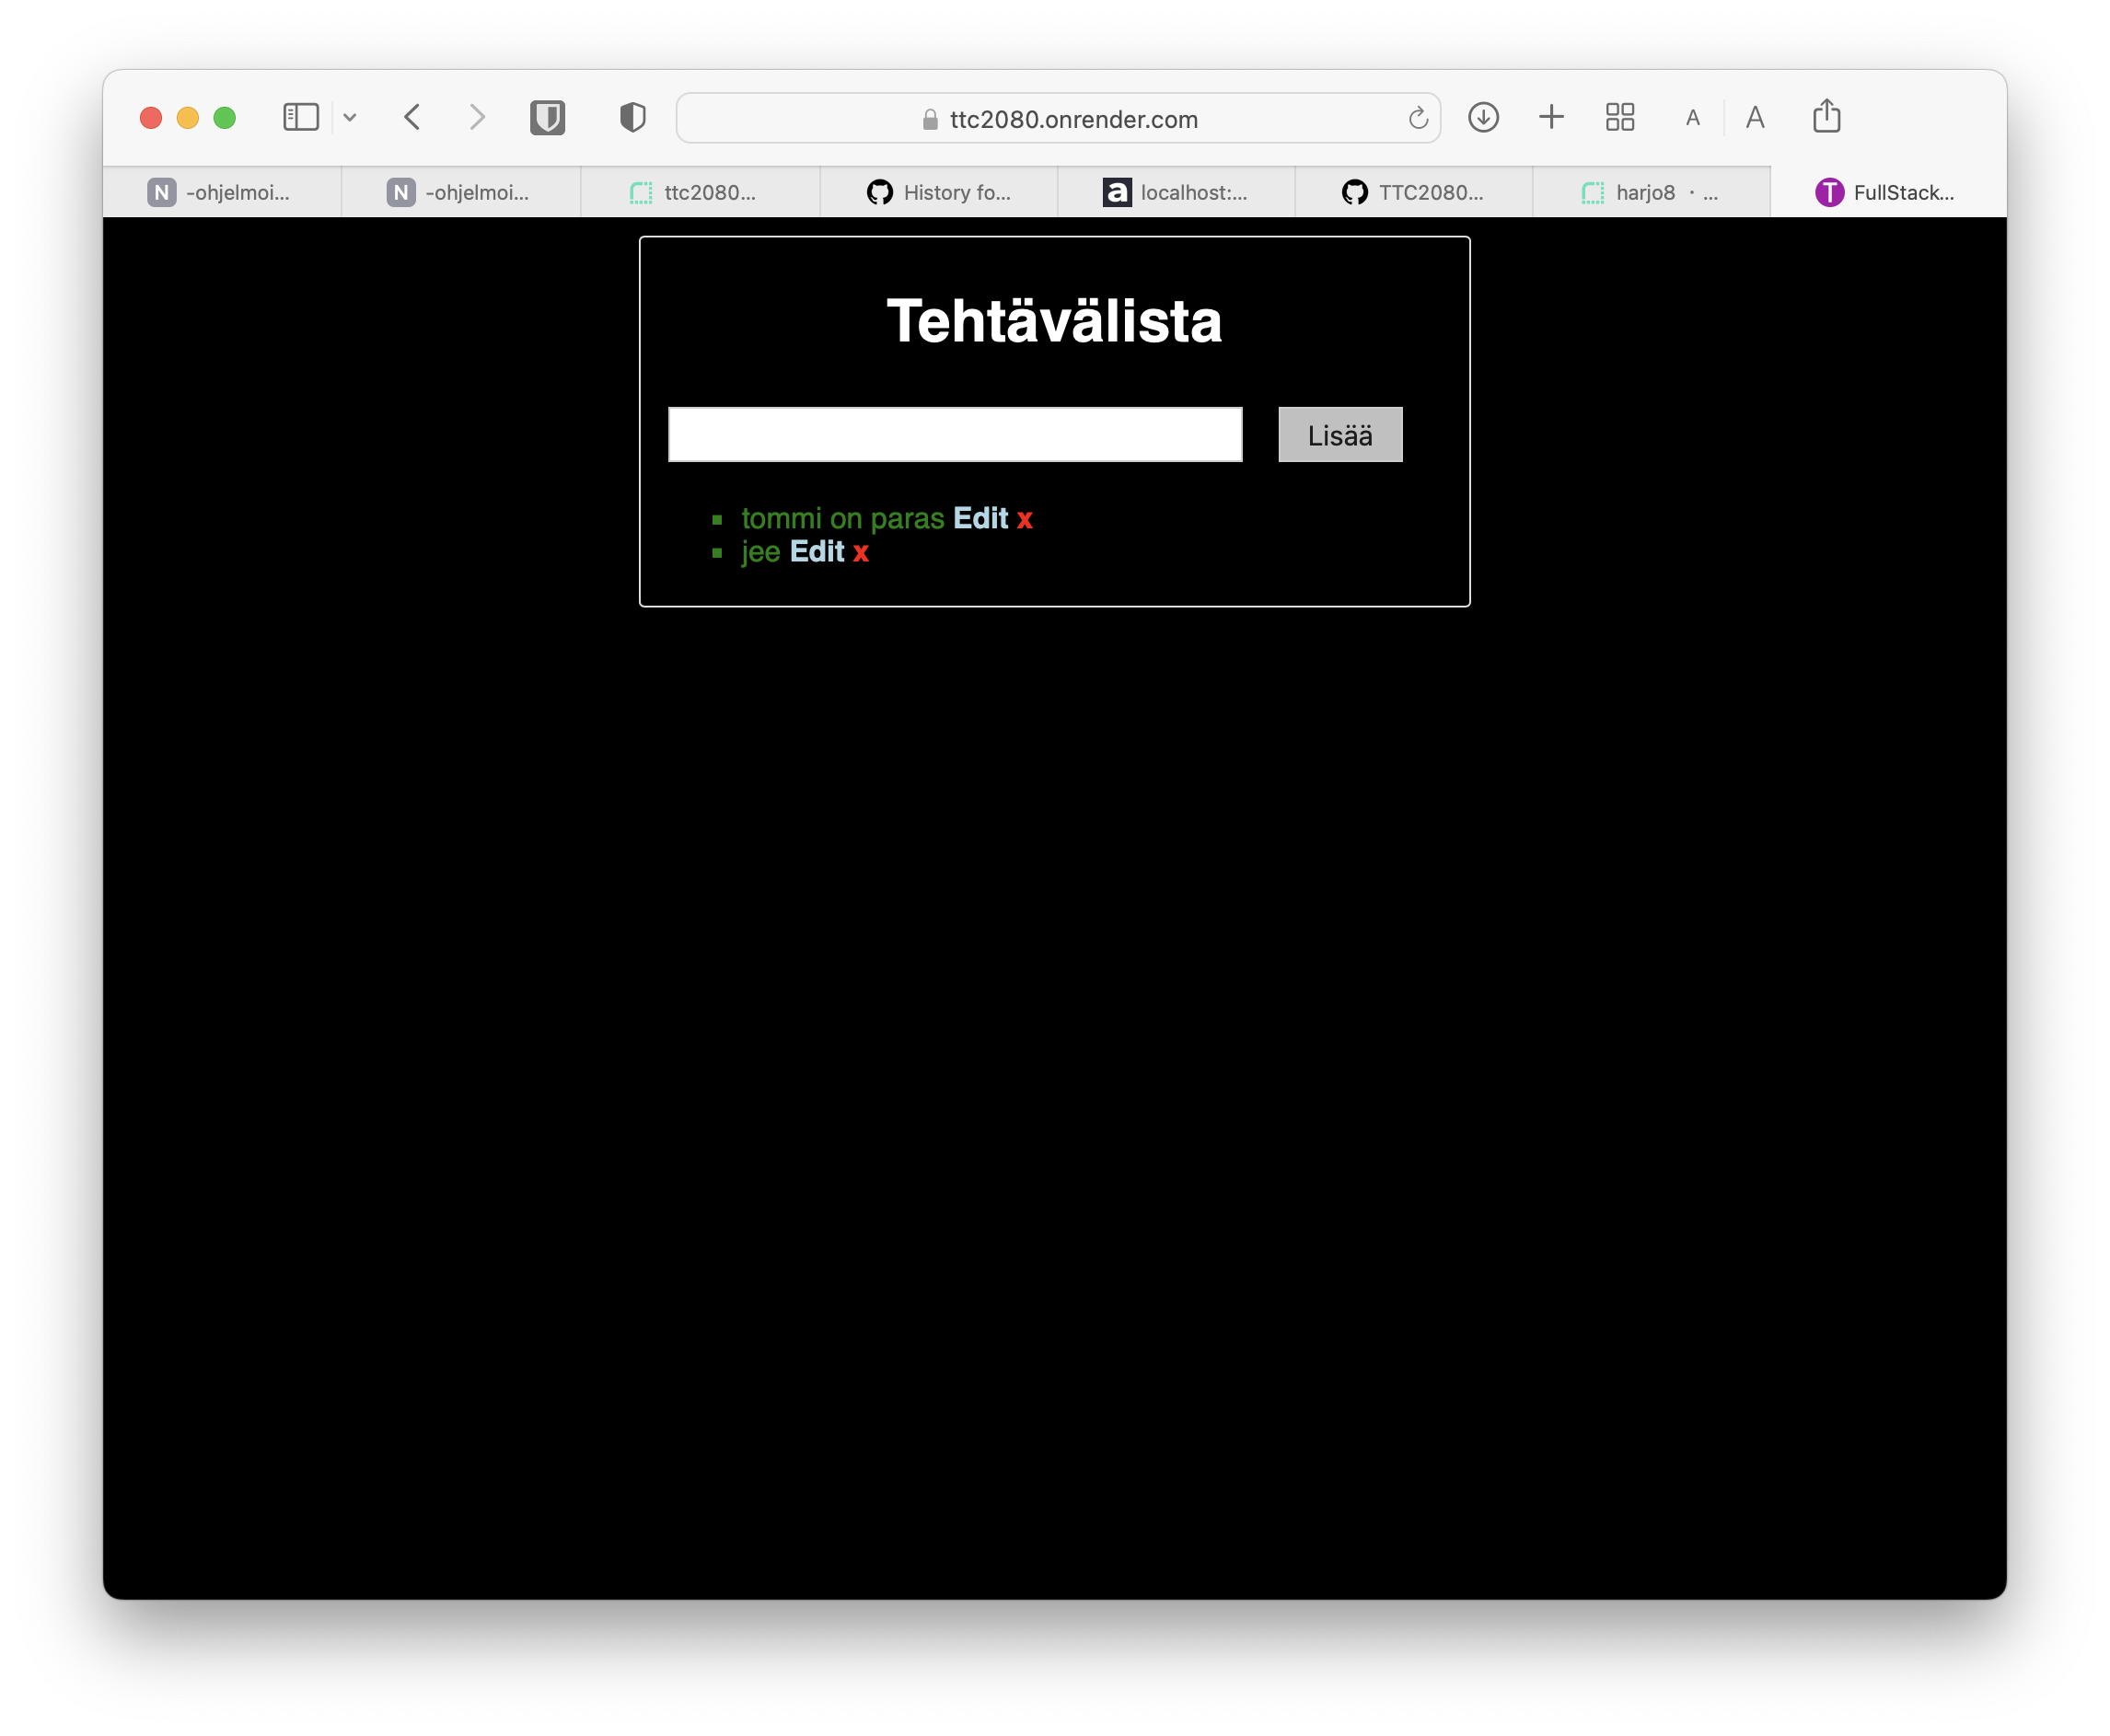 ttc2080.onrender.com
A A
N -ohjelmoi... N -ohjelmoi... ttc2080... History fo... a localhost:... TTC2080... harjo8 · ... T FullStack...
Tehtävälista
Lisää
tommi on paras Edit x
jee Edit x